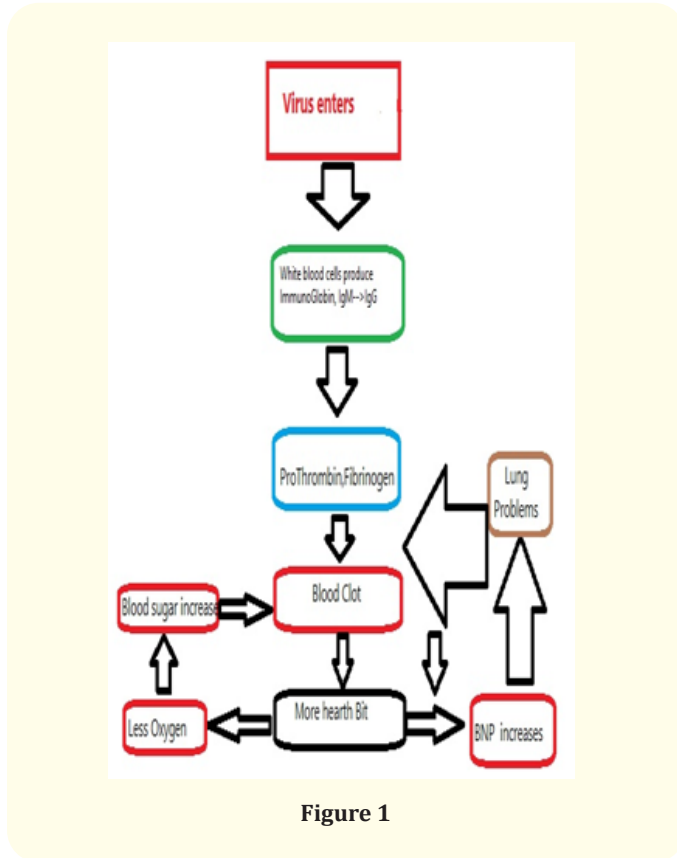 Virus enters
White blood cells produce
ImmunoGlobin, IgM-->IgG
ProThrombin,Fibrinogen
Lung
Problems
Blood Clot
Blood sugar increase
More hearth Bit
Less Oxygen
BNP increases
Figure 1